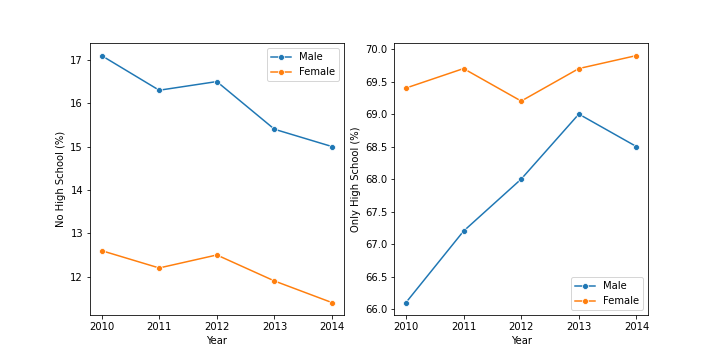 No High School (%)
17
16
15
14
13
12
Male
Female
2010 2011 2012 2013 2014
Year
Only High School (%)
70.0
69.5
69.0
68.5
68.0
67.5
67.0
66.5
66.0
Male
Female
2010 2011 2012 2013 2014
Year